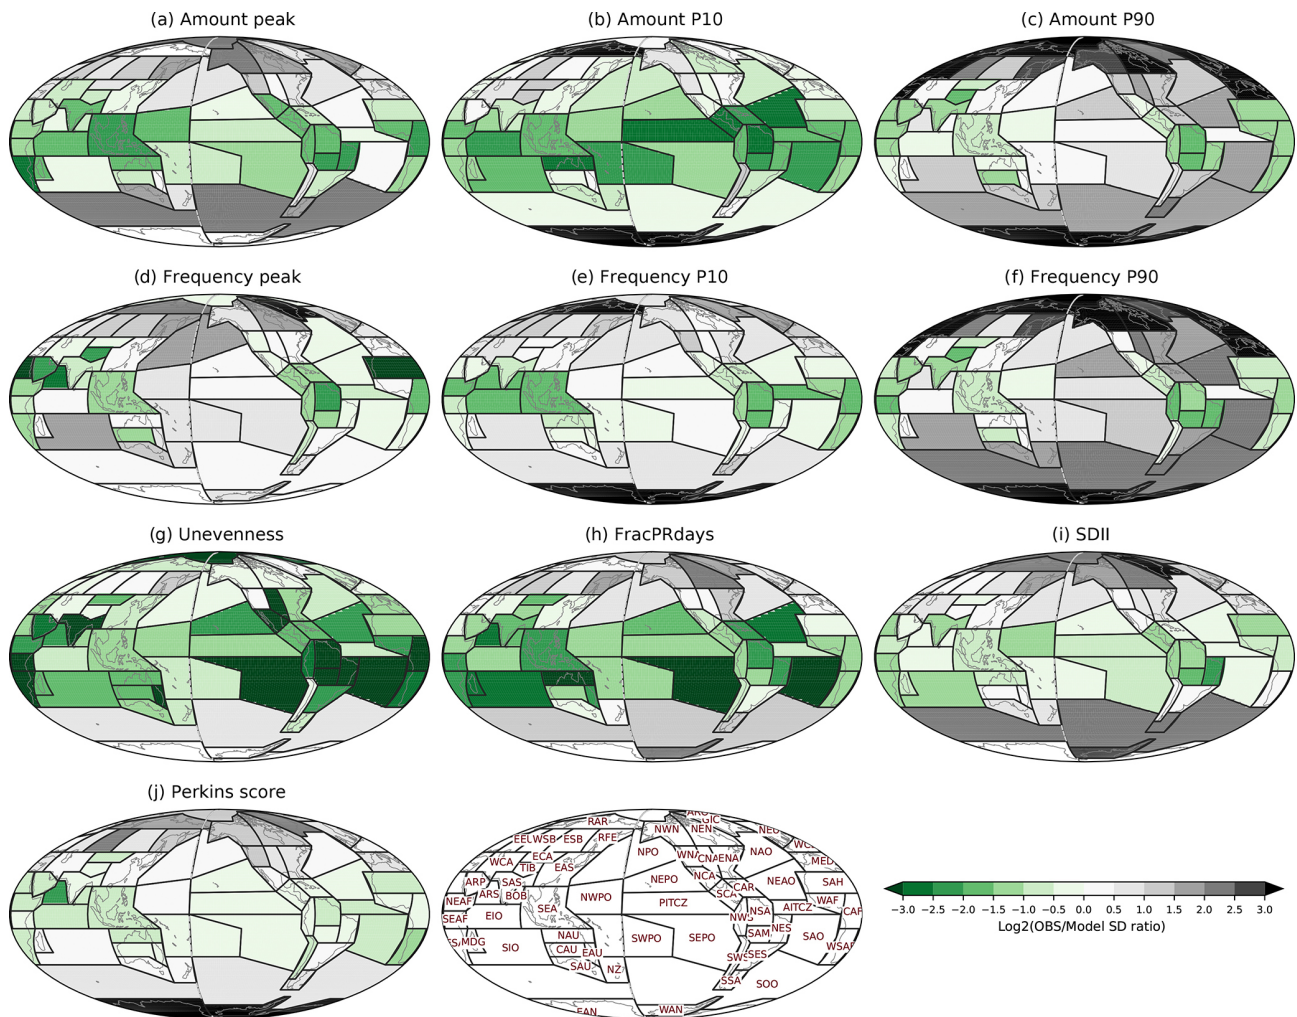 (a) Amount peak
(b) Amount P10
(c) Amount P90
(d) Frequency peak
(e) Frequency P10
(f) Frequency P90
(g) Unevenness
(h) FracPRdays
(i) SDII
(j) Perkins score
RAR
GIC
NWN
NEN
WSB
ESB
RFE
NPO
NAO
ECA
WCA
TIB
EAS
ENA
MED
ARP
SAS
NEPO
NCA
CAR
NEAO
SAH
NEAF
ARS
BOB
NWPO
PITCZ
WAF
SEAF
EIO
SEA
NSA
AITCZ
NES
MDG
SIO
NAU
SWPO
SEPO
SAM
SAO
CAU
EAU
SES
SAU
NZ
SSA
SOO
WAN
−3.0 −2.5 −2.0 −1.5 −1.0 −0.5 0.0 0.5 1.0 1.5 2.0 2.5 3.0
Log2(OBS/Model SD ratio)